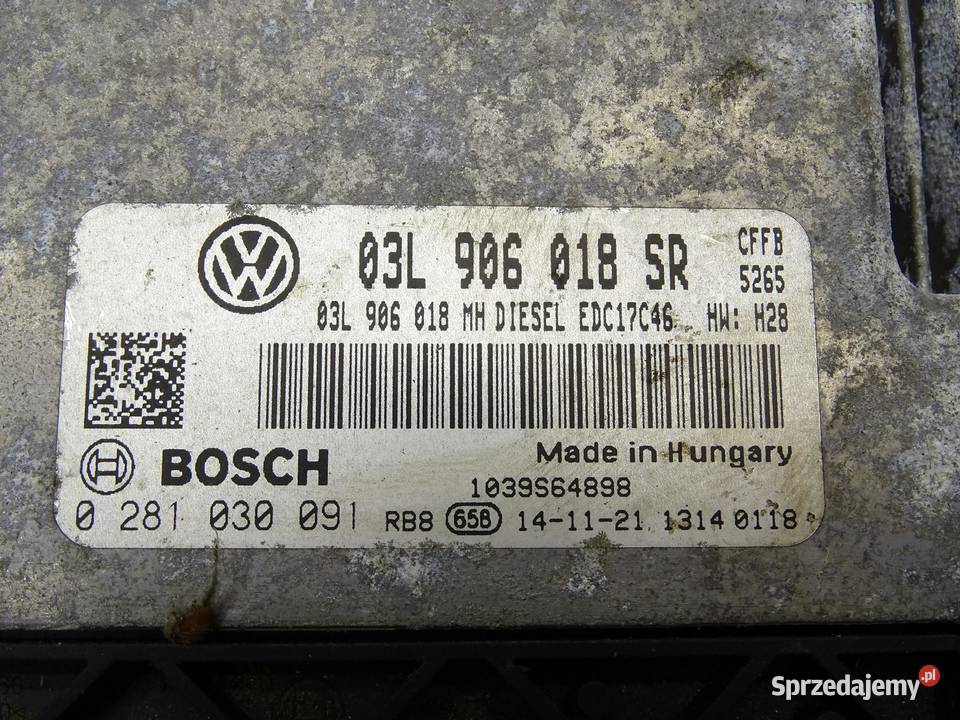 03L 906 018 SR CFFB
5265
03L 906 018 MH DIESEL EDC17C46 HW: H28
Made in Hungary
BOSCH
1039S64898
0 281 030 091 RB8 65B 14-11-21 1314 0118
Sprzedajemy.pl